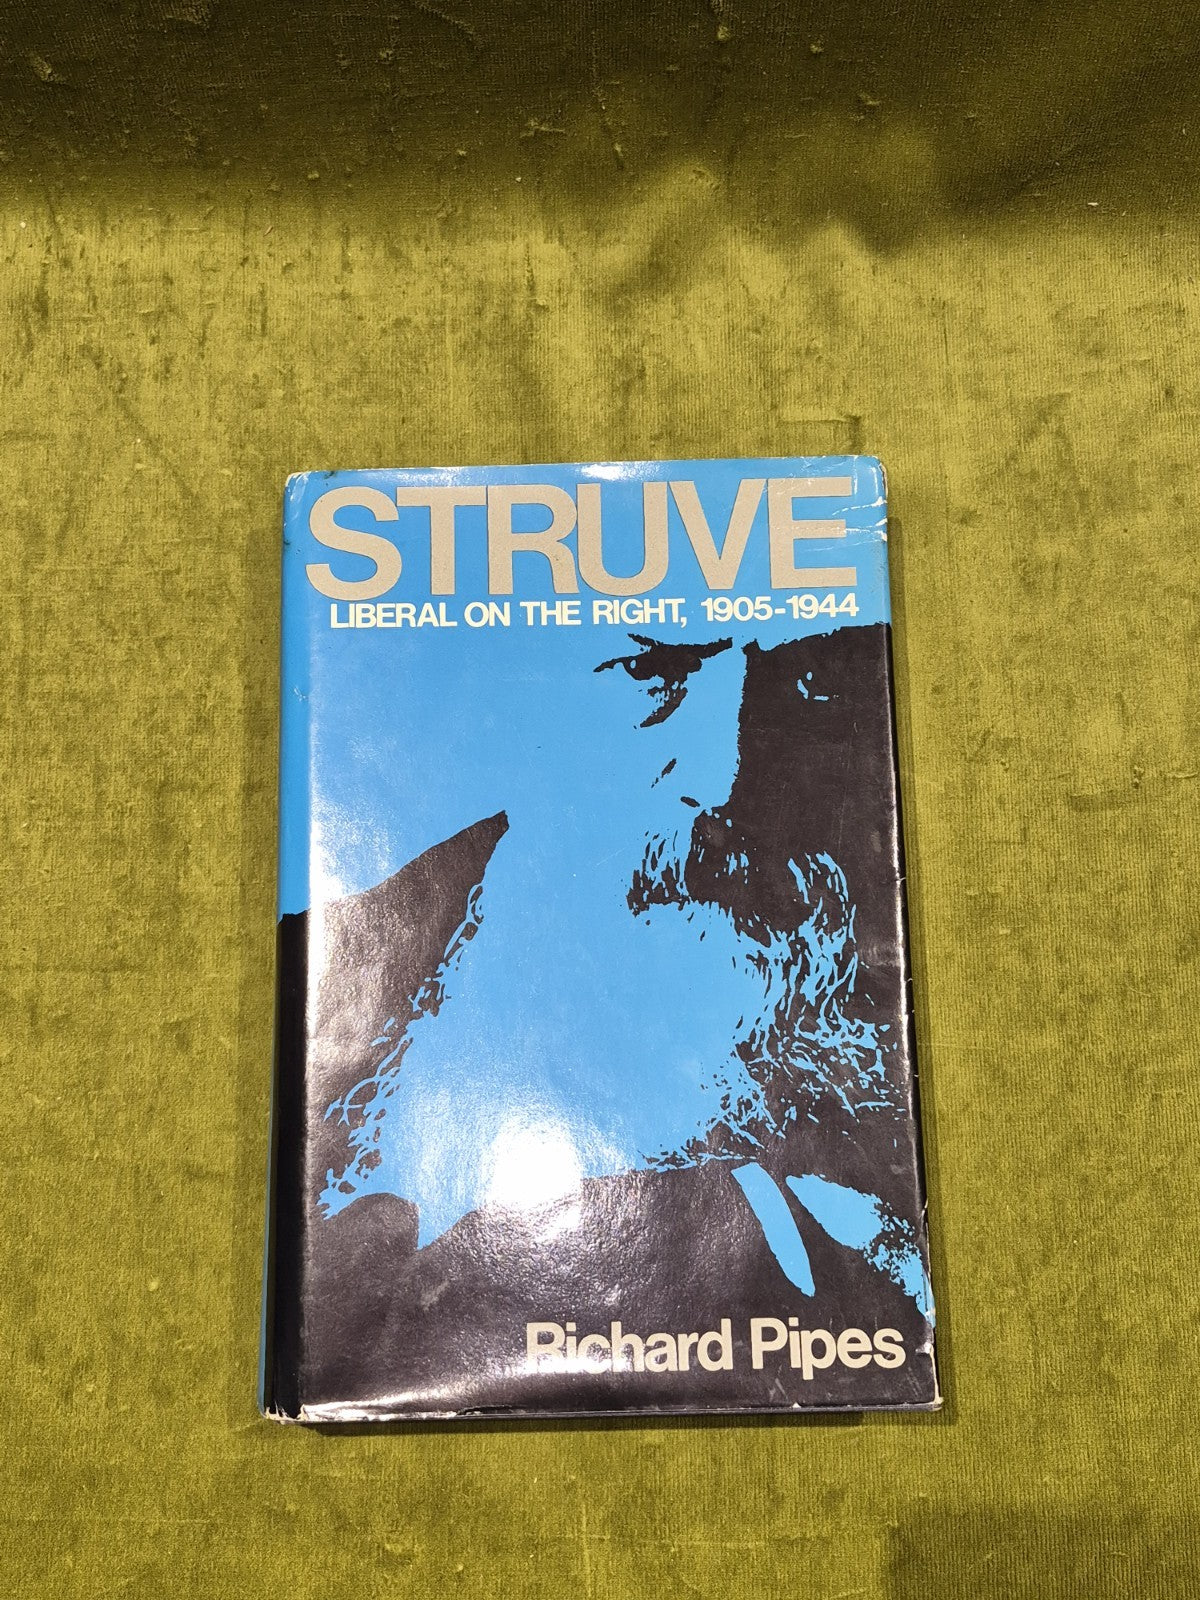 STRUVE
LIBERAL ON THE RIGHT, 1905-1944
Richard Pipes